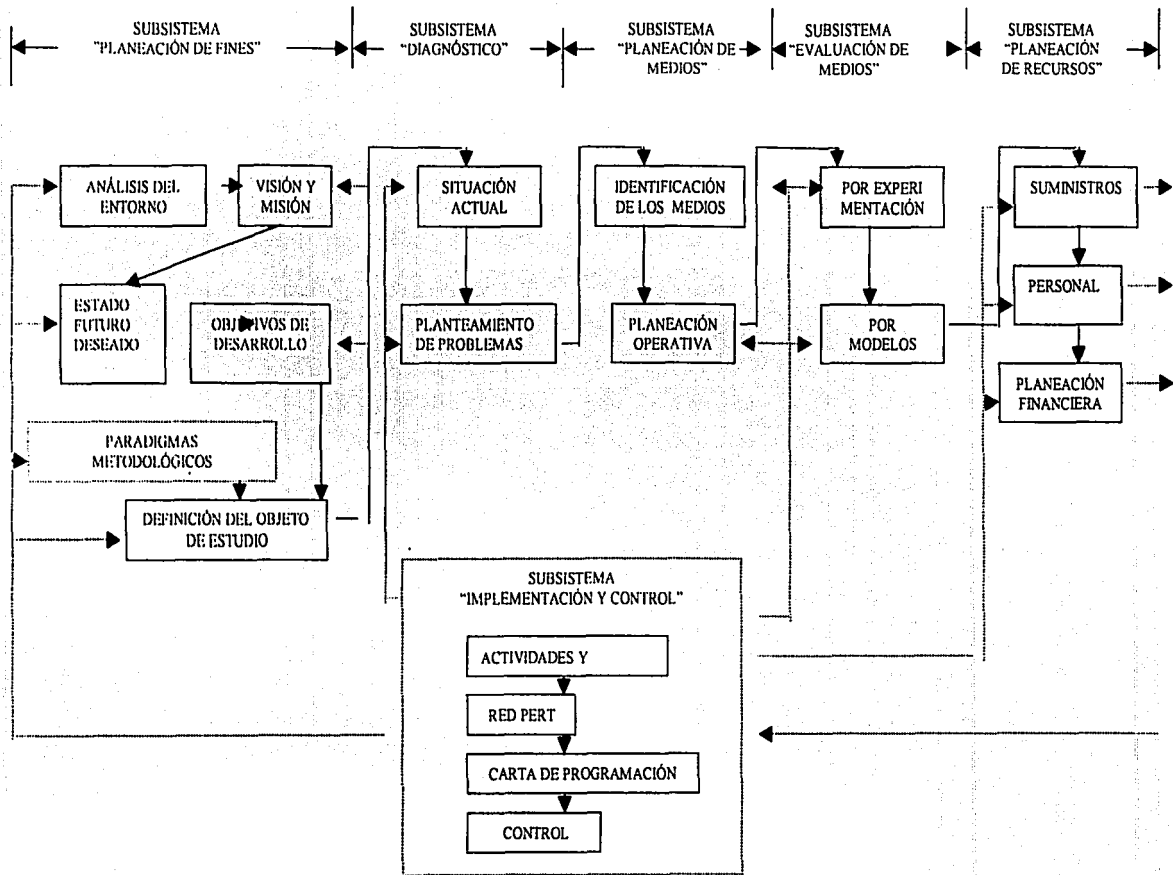 SUBSISTEMA
"PLANEACIÓN DE FINES"
SUBSISTEMA
"DIAGNÓSTICO"
SUBSISTEMA
"PLANEACIÓN DE
MEDIOS"
SUBSISTEMA
"EVALUACIÓN DE
MEDIOS"
SUBSISTEMA
"PLANEACIÓN
DE RECURSOS"
ANÁLISIS DEL
ENTORNO
VISIÓN Y
MISIÓN
SITUACIÓN
ACTUAL
IDENTIFICACIÓN
DE LOS MEDIOS
POR EXPERI
MENTACIÓN
SUMINISTROS
ESTADO
FUTURO
DESEADO
OBJETIVOS DE
DESARROLLO
PLANTEAMIENTO
DE PROBLEMAS
PLANEACIÓN
OPERATIVA
POR
MODELOS
PERSONAL
PLANEACIÓN
FINANCIERA
PARADIGMAS
METODOLÓGICOS
DEFINICIÓN DEL OBJETO
DE ESTUDIO
SUBSISTEMA
"IMPLEMENTACIÓN Y CONTROL"
ACTIVIDADES Y
RED PERT
CARTA DE PROGRAMACIÓN
CONTROL